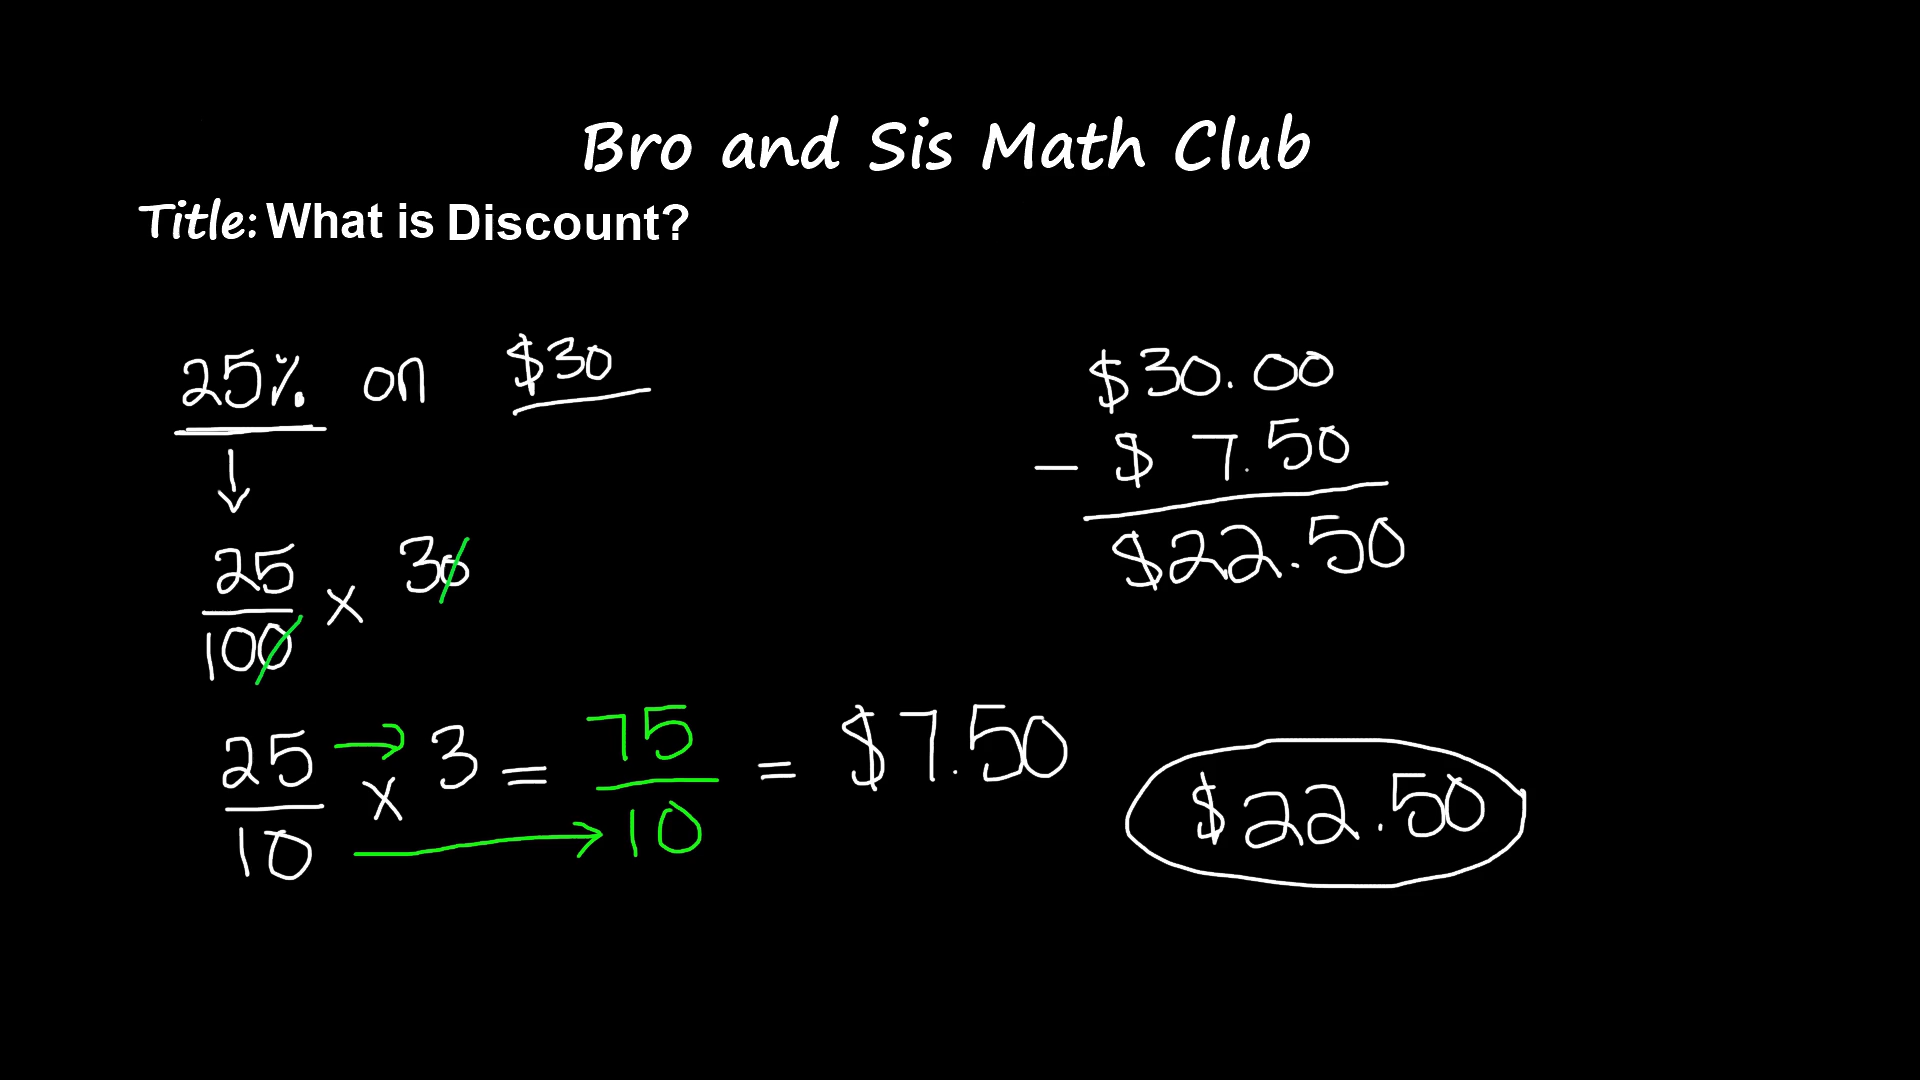 Bro and Sis Math Club
Title: What is Discount?
25% on $30
25/100 x 30
25/10 x 3 = 75/10 = $7.50
$30.00
- $ 7.50
$22.50
$22.50